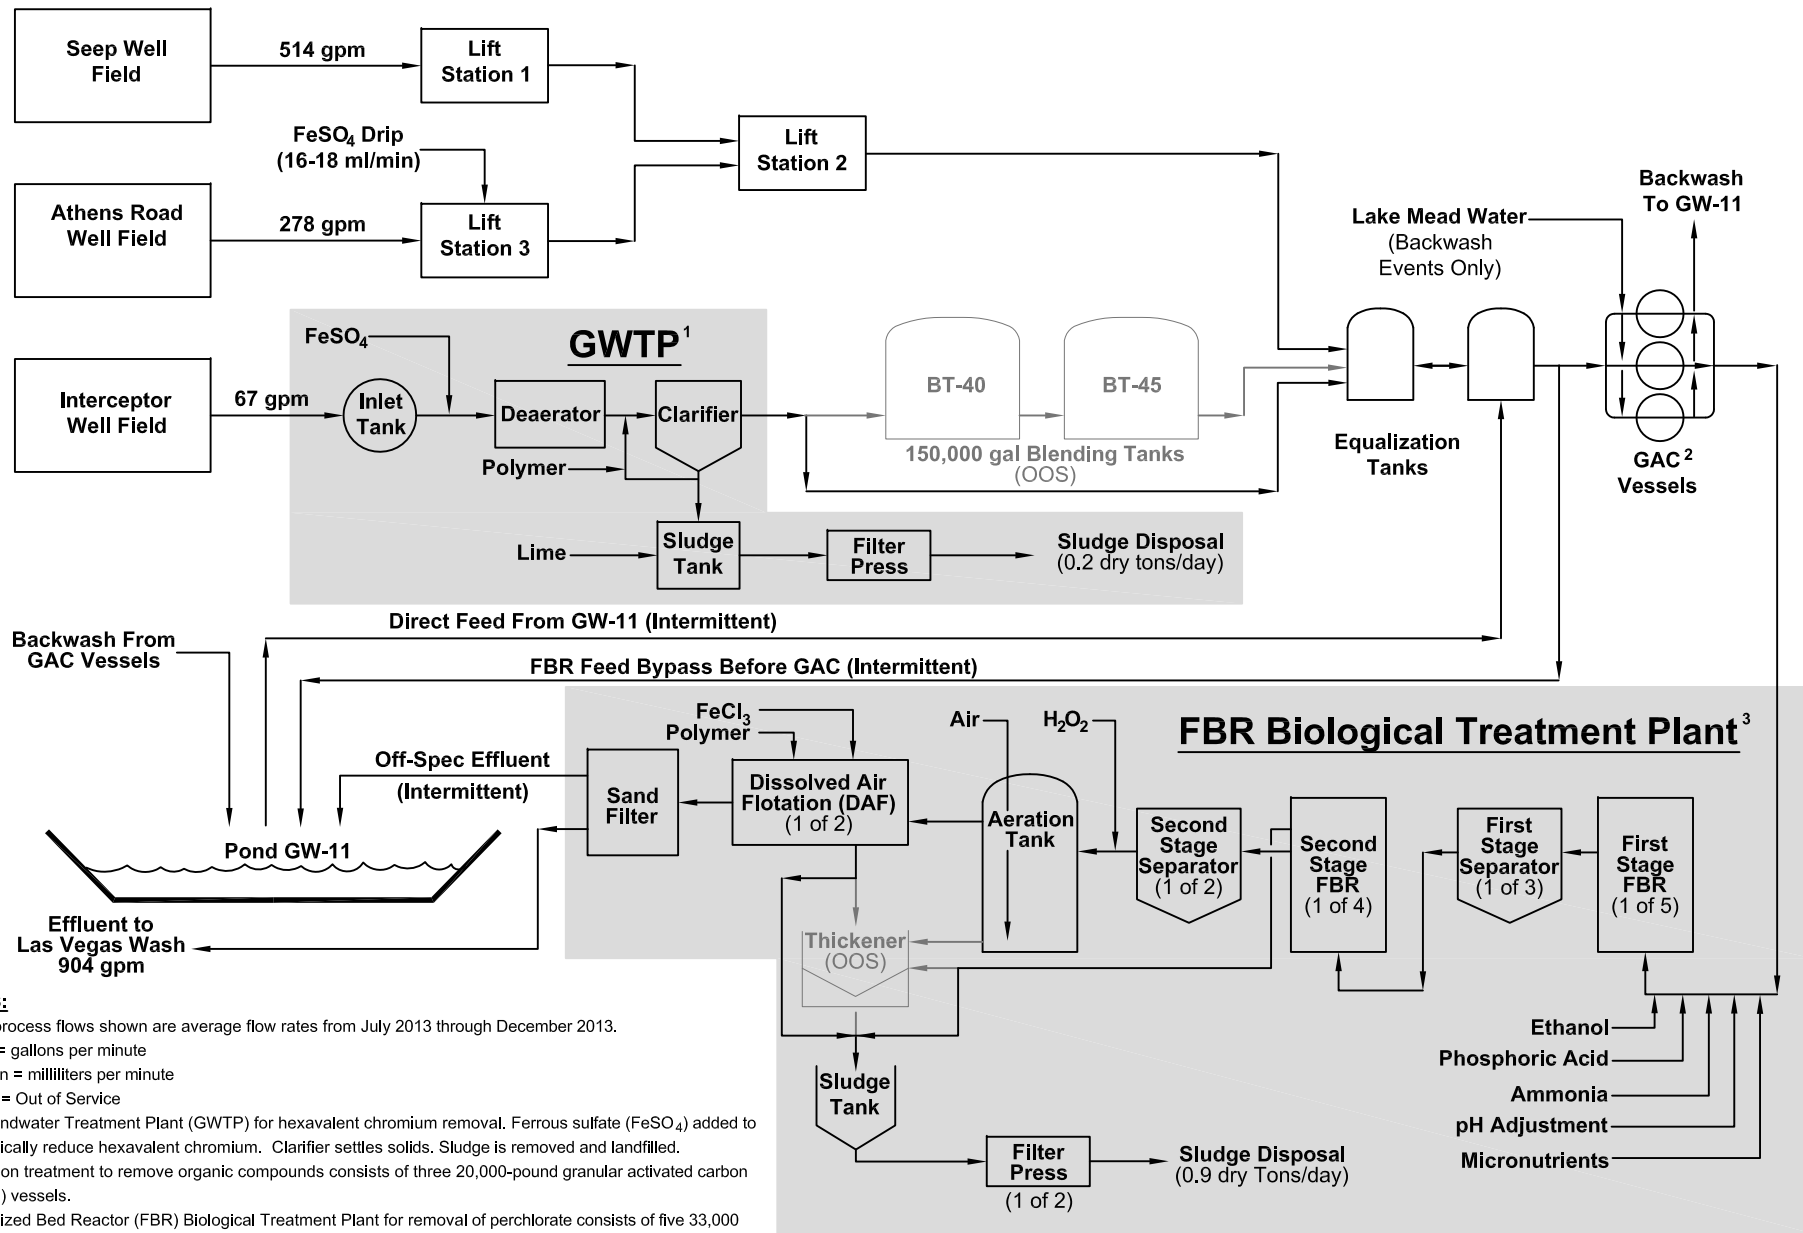 Seep Well
Field
514 gpm
Lift
Station 1
FeSO4 Drip
(16-18 ml/min)
Lift
Station 2
Athens Road
Well Field
278 gpm
Lift
Station 3
Backwash
To GW-11
Lake Mead Water
(Backwash
Events Only)
Interceptor
Well Field
67 gpm
FeSO4
GWTP1
Inlet
Tank
Deaerator
Clarifier
Polymer
BT-40
BT-45
150,000 gal Blending Tanks
(OOS)
Equalization
Tanks
GAC2
Vessels
Lime
Sludge
Tank
Filter
Press
Sludge Disposal
(0.2 dry tons/day)
Direct Feed From GW-11 (Intermittent)
Backwash From
GAC Vessels
FBR Feed Bypass Before GAC (Intermittent)
FBR Biological Treatment Plant3
FeCl3
Polymer
Air
H2O2
Off-Spec Effluent
(Intermittent)
Sand
Filter
Dissolved Air
Flotation (DAF)
(1 of 2)
Aeration
Tank
Second
Stage
Separator
(1 of 2)
Second
Stage
FBR
(1 of 4)
First
Stage
Separator
(1 of 3)
First
Stage
FBR
(1 of 5)
Pond GW-11
Effluent to
Las Vegas Wash
904 gpm
Thickener
(OOS)
Ethanol
Phosphoric Acid
Ammonia
pH Adjustment
Micronutrients
Sludge
Tank
Filter
Press
(1 of 2)
Sludge Disposal
(0.9 dry Tons/day)
:
process flows shown are average flow rates from July 2013 through December 2013.
= gallons per minute
n = milliliters per minute
= Out of Service
ndwater Treatment Plant (GWTP) for hexavalent chromium removal. Ferrous sulfate (FeSO4) added to
ically reduce hexavalent chromium. Clarifier settles solids. Sludge is removed and landfilled.
on treatment to remove organic compounds consists of three 20,000-pound granular activated carbon
) vessels.
ized Bed Reactor (FBR) Biological Treatment Plant for removal of perchlorate consists of five 33,000